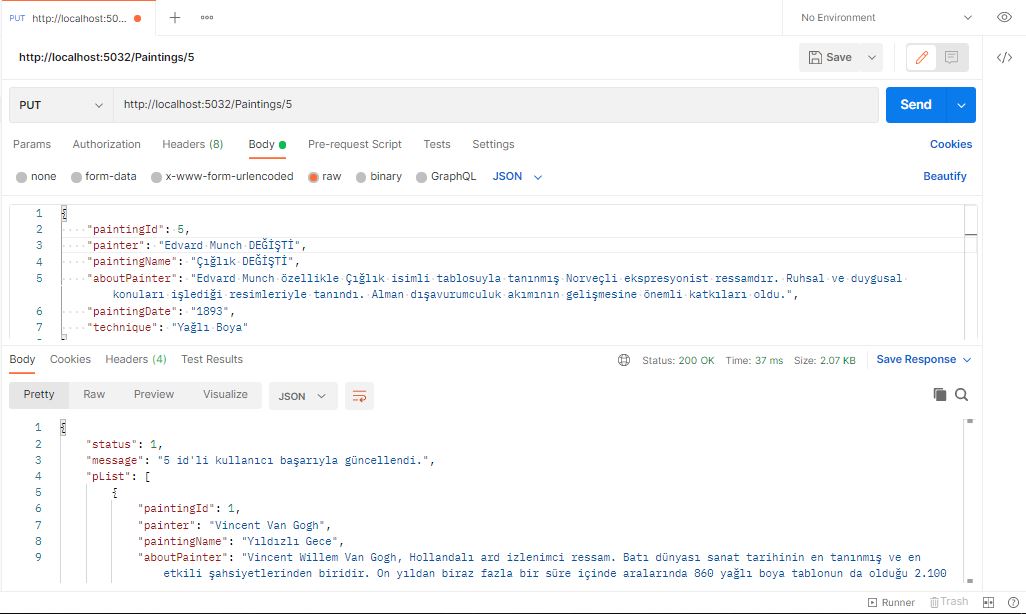 PUT http://localhost:50...
No Environment
http://localhost:5032/Paintings/5
Save
PUT http://localhost:5032/Paintings/5 Send
Params Authorization Headers (8) Body Pre-request Script Tests Settings Cookies
none form-data x-www-form-urlencoded raw binary GraphQL JSON Beautify
1 {
2 "paintingId": 5,
3 "painter": "Edvard Munch DEĞİŞTİ",
4 "paintingName": "Çığlık DEĞİŞTİ",
5 "aboutPainter": "Edvard Munch özellikle Çığlık isimli tablosuyla tanınmış Norveçli ekspresyonist ressamdır. Ruhsal ve duygusal
konuları işlediği resimleriyle tanındı. Alman dışavurumculuk akımının gelişmesine önemli katkıları oldu.",
6 "paintingDate": "1893",
7 "technique": "Yağlı Boya"
Body Cookies Headers (4) Test Results Status: 200 OK Time: 37 ms Size: 2.07 KB Save Response
Pretty Raw Preview Visualize JSON
1 {
2 "status": 1,
3 "message": "5 id'li kullanıcı başarıyla güncellendi.",
4 "pList": [
5 {
6 "paintingId": 1,
7 "painter": "Vincent Van Gogh",
8 "paintingName": "Yıldızlı Gece",
9 "aboutPainter": "Vincent Willem Van Gogh, Hollandalı ard izlenimci ressam. Batı dünyası sanat tarihinin en tanınmış ve en
etkili şahsiyetlerinden biridir. On yıldan biraz fazla bir süre içinde aralarında 860 yağlı boya tablonun da olduğu 2.100
Runner Trash